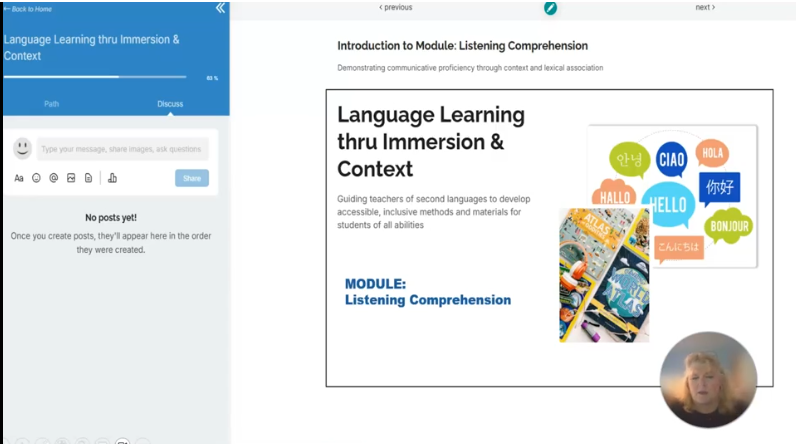 ← Back to Home
Language Learning thru Immersion &
Context
63 %
Path
Discuss
Type your message, share images, ask questions
Aa
Share
No posts yet!
Once you create posts, they'll appear here in the order
they were created.
‹ previous
next ›
Introduction to Module: Listening Comprehension
Demonstrating communicative proficiency through context and lexical association
Language Learning
thru Immersion &
Context
Guiding teachers of second languages to develop
accessible, inclusive methods and materials for
students of all abilities
MODULE:
Listening Comprehension
안녕
CIAO
HOLA
HALLO
HELLO
你好
BONJOUR
こんにちは
ATLAS
WORLD
ATLAS